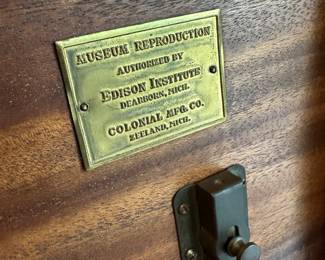 MUSEUM REPRODUCTION
AUTHORIZED BY
EDISON INSTITUTE
DEARBORN, MICH.
COLONIAL MFG. CO.
ZEELAND, MICH.